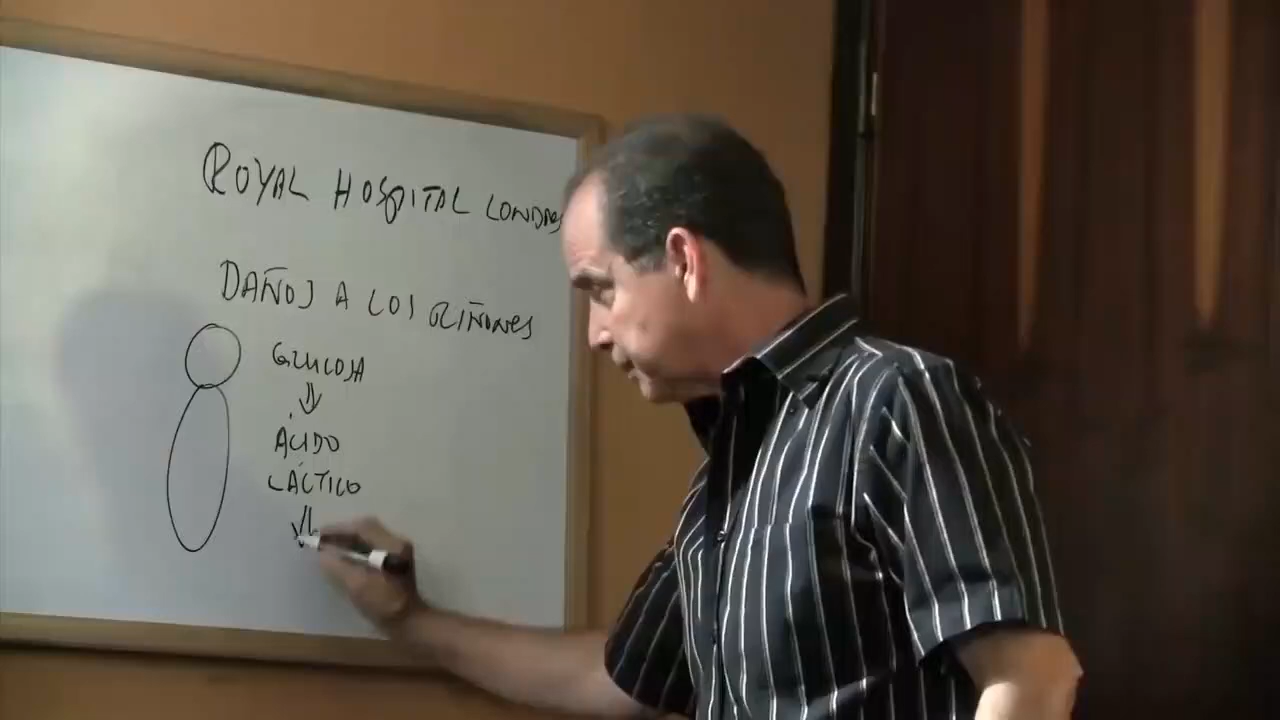 ROYAL HOSPITAL LONDRES
DAÑOS A LOS RIÑONES
GLUCOSA
ÁCIDO
LÁCTICO